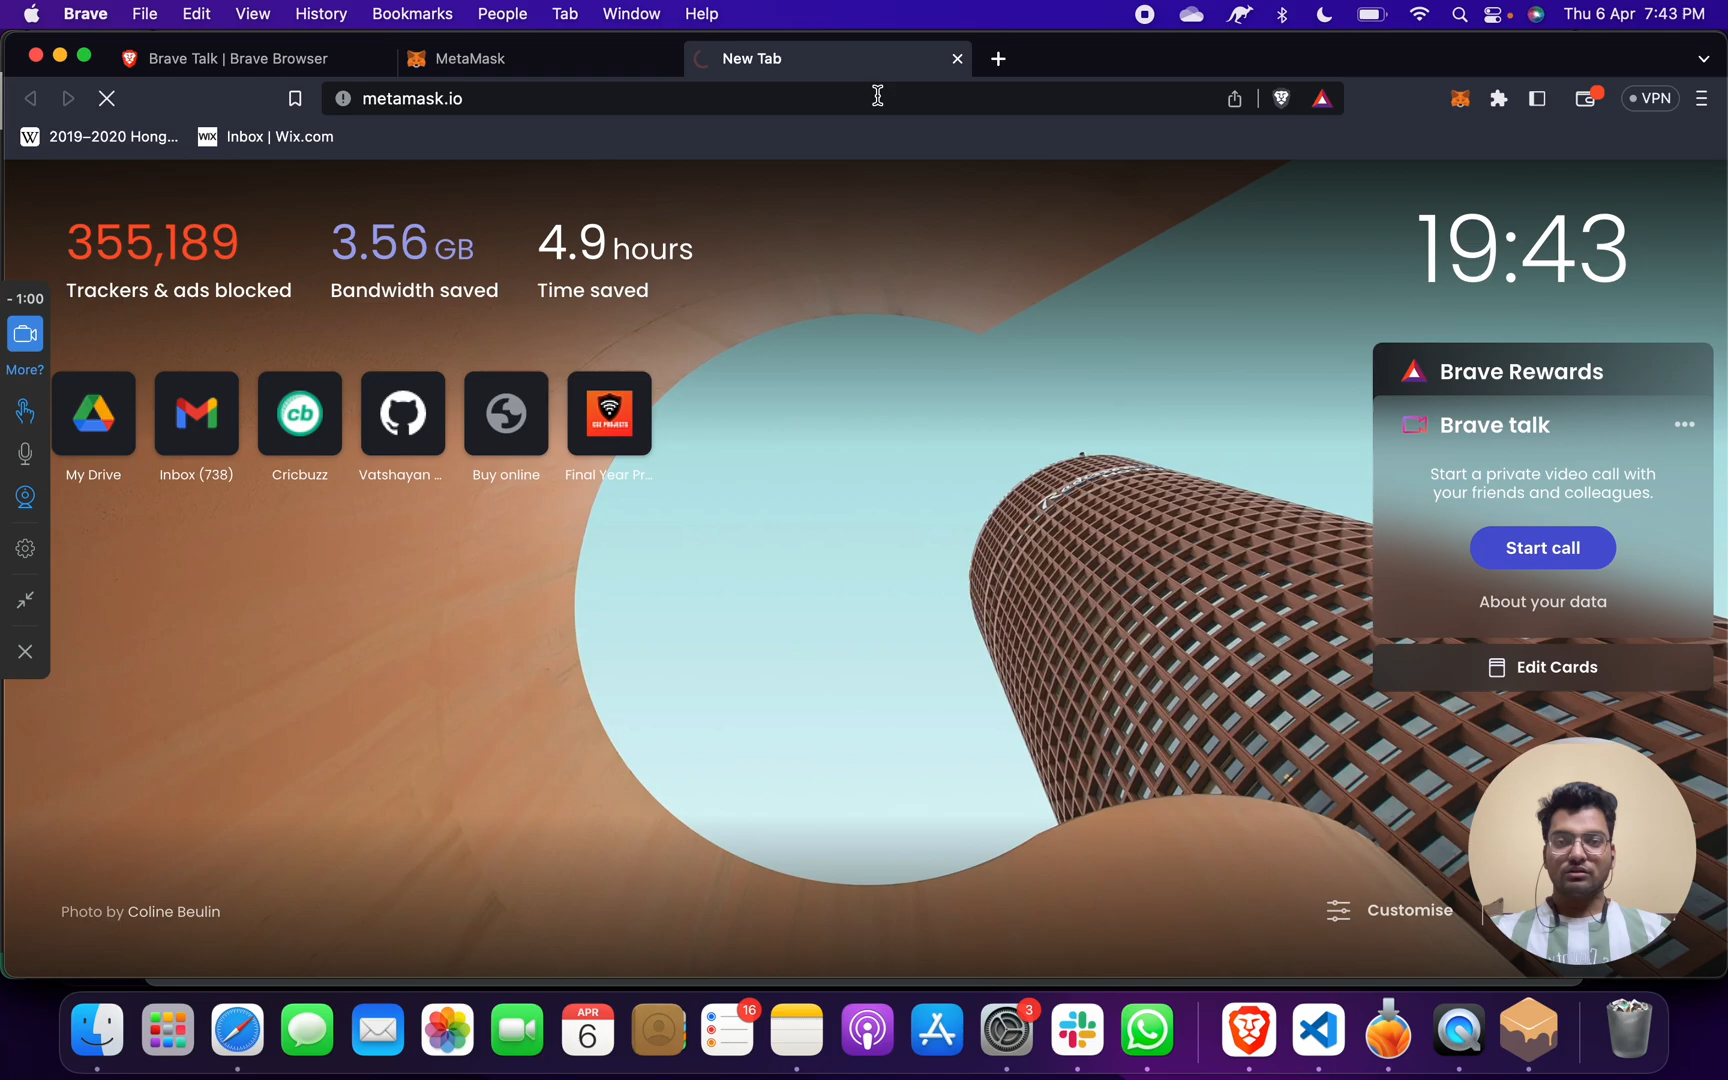 Brave File Edit View History Bookmarks People Tab Window Help Thu 6 Apr 7:43 PM
Brave Talk | Brave Browser MetaMask New Tab
metamask.io VPN
W 2019–2020 Hong... WIX Inbox | Wix.com
355,189 3.56 GB 4.9 hours
Trackers & ads blocked Bandwidth saved Time saved
19:43
- 1:00
More?
cb
CSE PROJECTS
My Drive Inbox (738) Cricbuzz Vatshayan ... Buy online Final Year Pr...
Brave Rewards
Brave talk
Start a private video call with
your friends and colleagues.
Start call
About your data
Edit Cards
Photo by Coline Beulin
Customise
APR
6
16
3